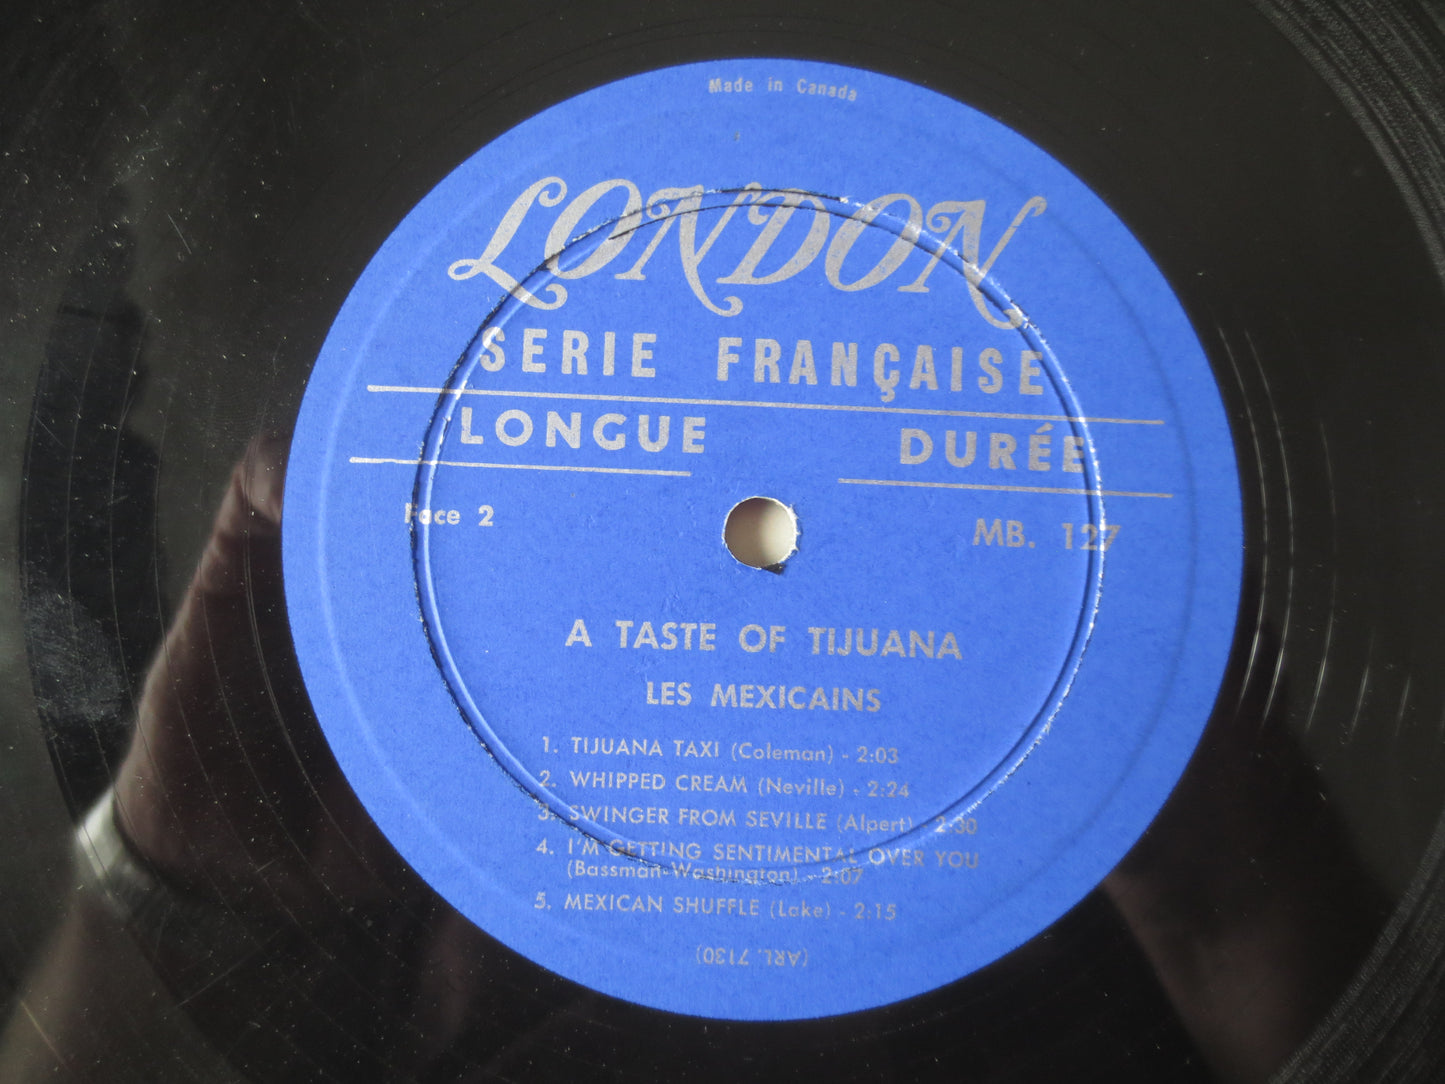 Made in Canada
LONDON
SERIE FRANÇAISE
LONGUE DURÉE
Face 2 MB. 127
A TASTE OF TIJUANA
LES MEXICAINS
1. TIJUANA TAXI (Coleman) - 2:03
2. WHIPPED CREAM (Neville) - 2:24
3. SWINGER FROM SEVILLE (Alpert) - 2:30
4. I'M GETTING SENTIMENTAL OVER YOU
(Bassman-Washington) - 2:07
5. MEXICAN SHUFFLE (Lake) - 2:15
(ARL. 7130)